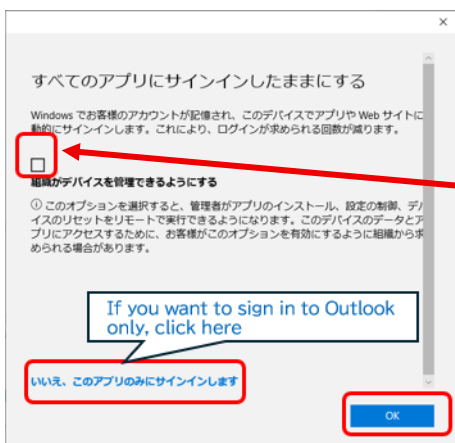 すべてのアプリにサインインしたままにする
Windows でお客様のアカウントが記憶され、このデバイスでアプリや Web サイトに
動的にサインインします。これにより、ログインが求められる回数が減ります。
組織がデバイスを管理できるようにする
① このオプションを選択すると、管理者がアプリのインストール、設定の制御、デバ
イスのリセットをリモートで実行できるようになります。このデバイスのデータとア
プリにアクセスするために、お客様がこのオプションを有効にするように組織から求
められる場合があります。
If you want to sign in to Outlook
only, click here
いいえ、このアプリのみにサインインします
OK